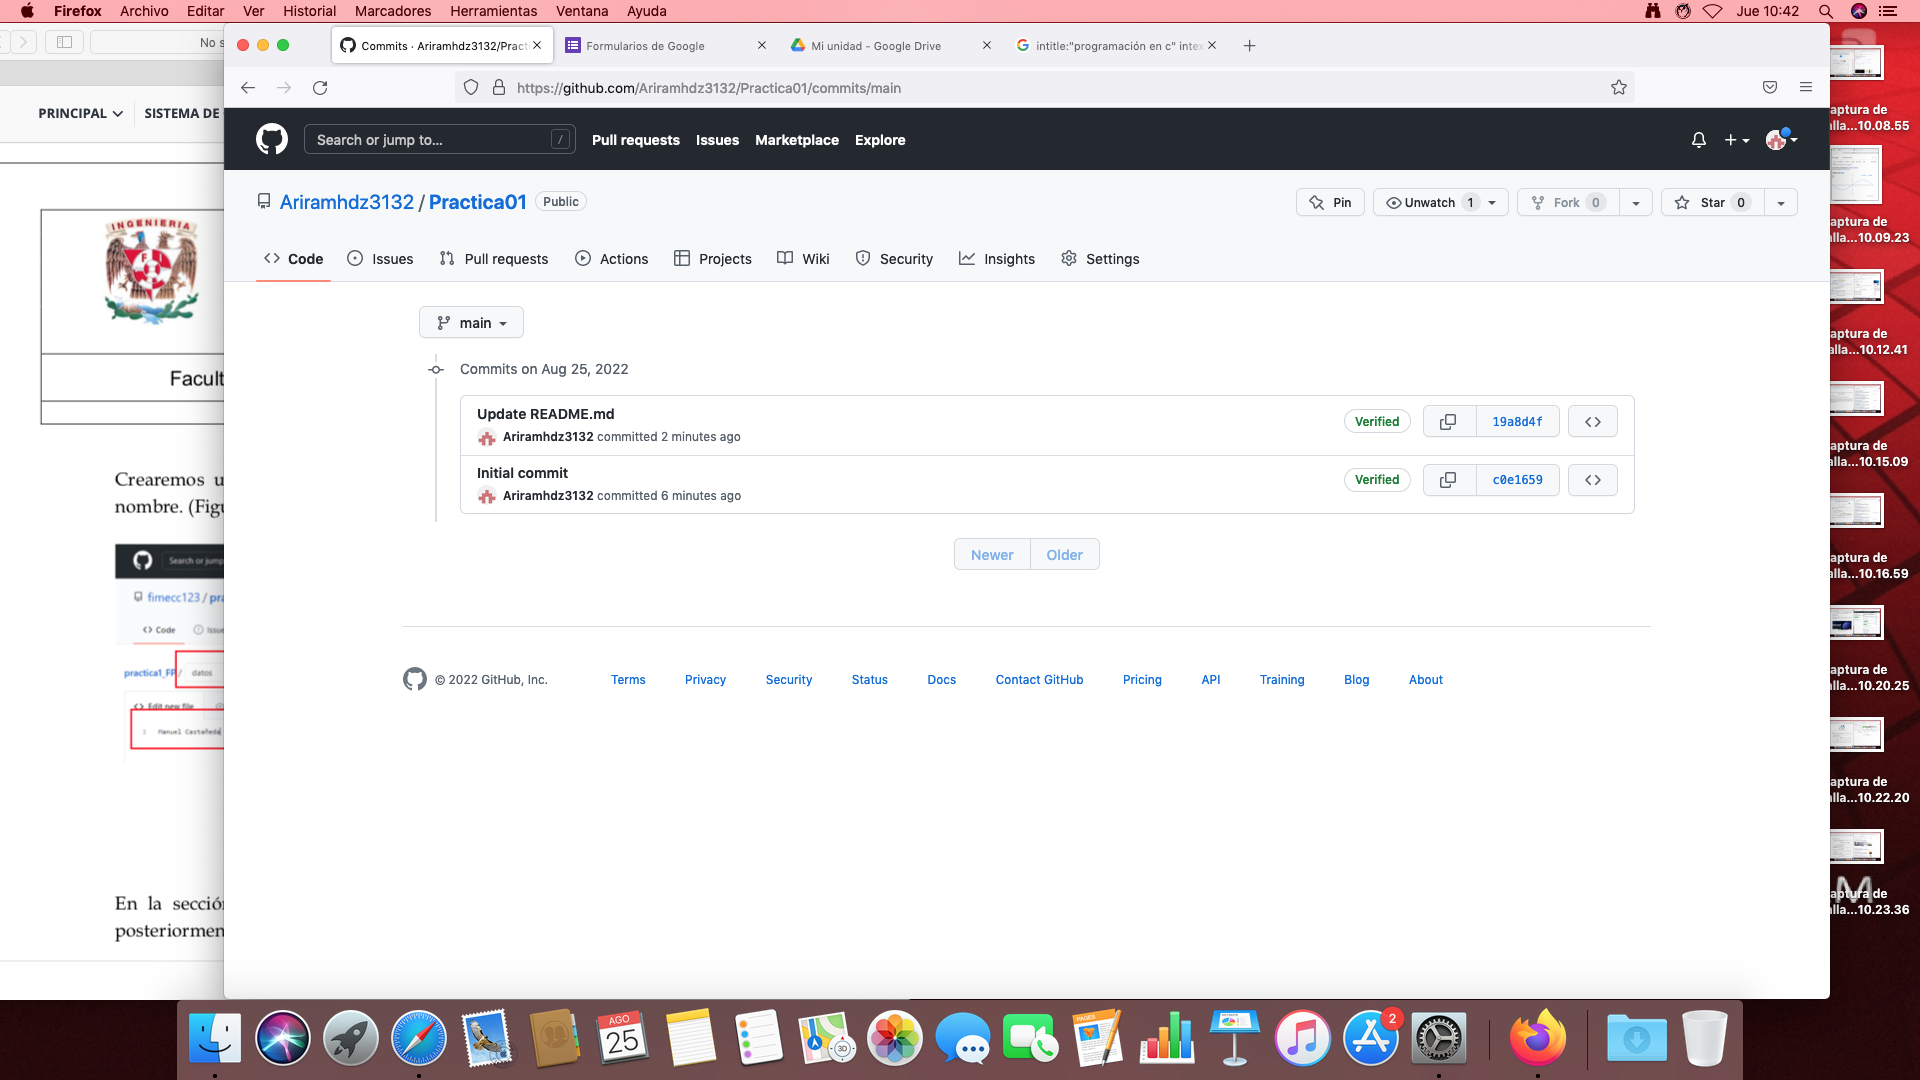 Firefox Archivo Editar Ver Historial Marcadores Herramientas Ventana Ayuda Jue 10:42
No s
Commits · Ariramhdz3132/Pract
Formularios de Google
Mi unidad - Google Drive
intitle:"programación en c" inte
https://github.com/Ariramhdz3132/Practica01/commits/main
PRINCIPAL
SISTEMA DE
Search or jump to...
/
Pull requests Issues Marketplace Explore
Ariramhdz3132 / Practica01 Public
Pin
Unwatch 1
Fork 0
Star 0
Code Issues Pull requests Actions Projects Wiki Security Insights Settings
main
Commits on Aug 25, 2022
Update README.md
Ariramhdz3132 committed 2 minutes ago
Verified
19a8d4f
Initial commit
Ariramhdz3132 committed 6 minutes ago
Verified
c0e1659
Newer Older
© 2022 GitHub, Inc. Terms Privacy Security Status Docs Contact GitHub Pricing API Training Blog About
INGENIERIA
Facult
Crearemos u
nombre. (Figu
Search or jump
fimecc123 / pra
Code Issue
practica1_FP / datos
Edit new file
1 Manuel Castañeda
En la secció
posteriormen
aptura de
lla...10.08.55
aptura de
lla...10.09.23
aptura de
alla...10.12.41
aptura de
lla...10.15.09
aptura de
lla...10.16.59
aptura de
lla...10.20.25
aptura de
lla...10.22.20
M
aptura de
lla...10.23.36
AGO
25
3D
PAGES
2